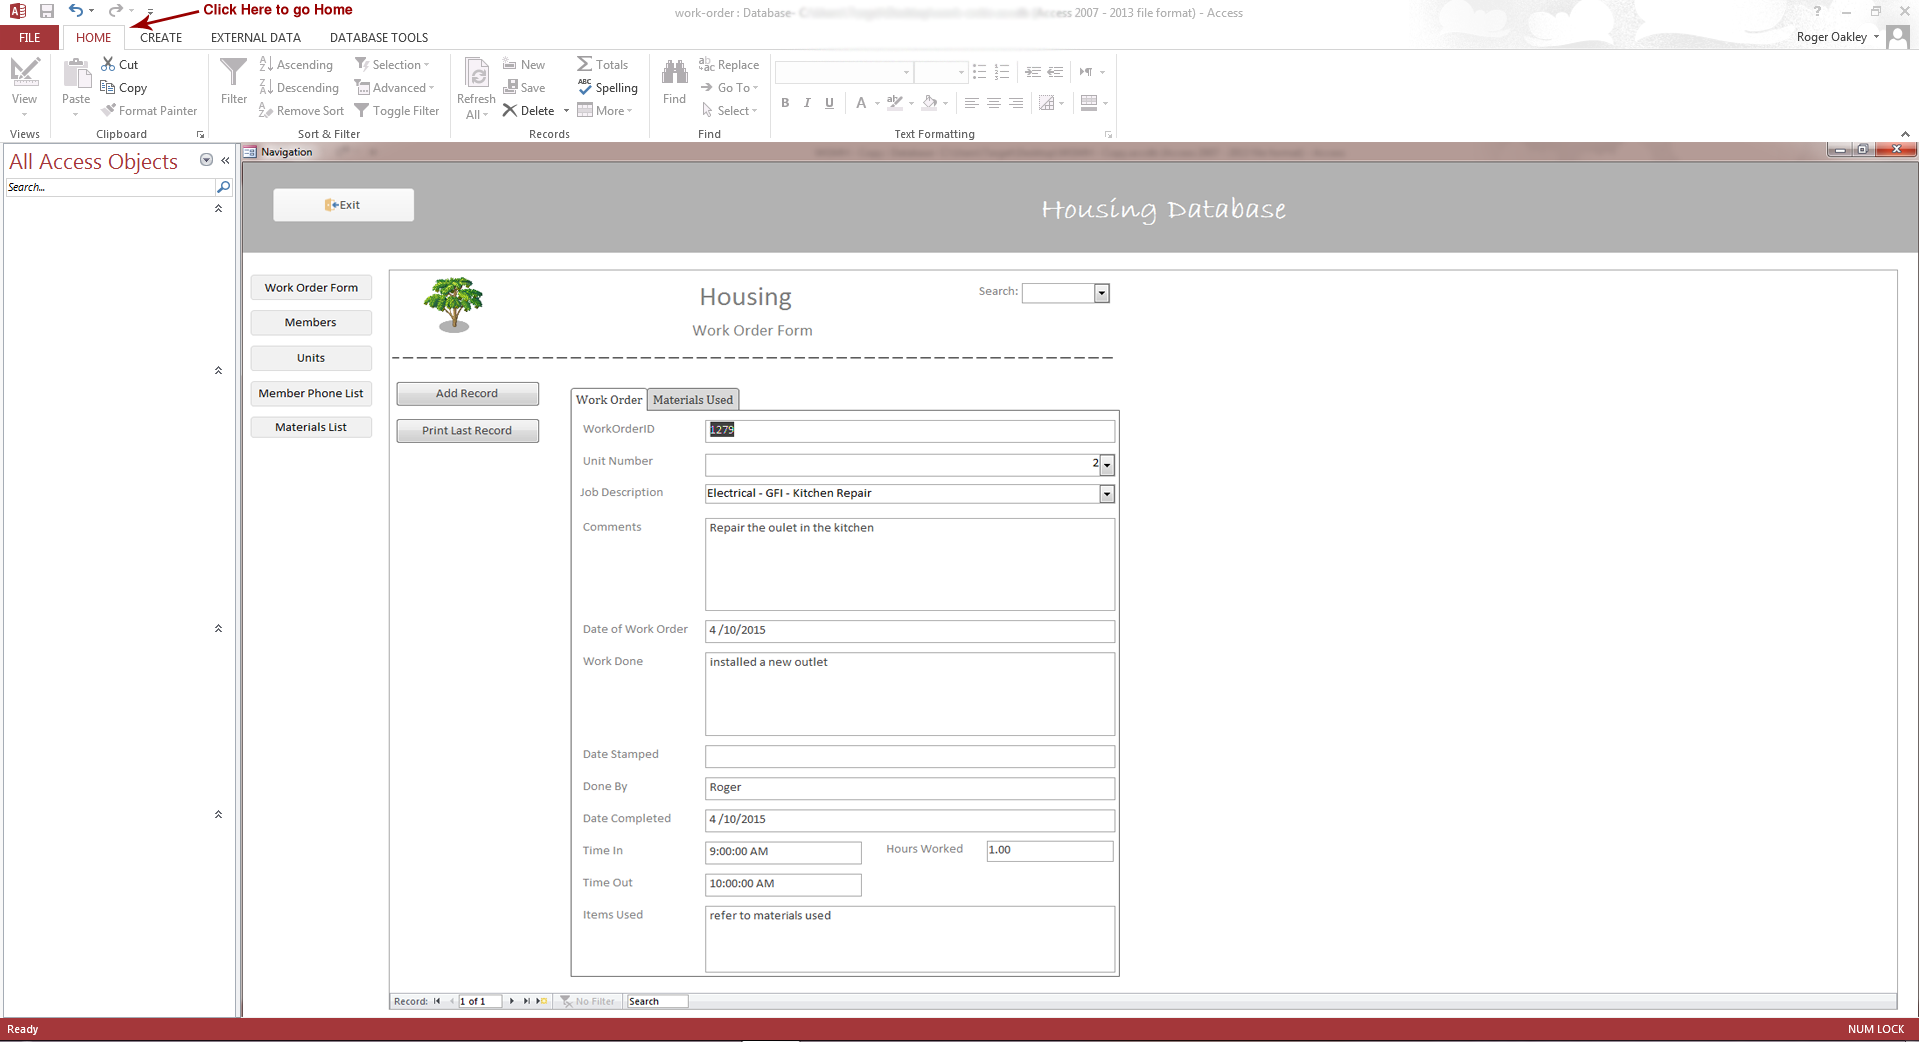 Click Here to go Home
work-order : Database- (Access 2007 - 2013 file format) - Access
FILE HOME CREATE EXTERNAL DATA DATABASE TOOLS Roger Oakley
View
Views
Paste
Cut
Copy
Format Painter
Clipboard
Filter
Ascending
Descending
Remove Sort
Selection
Advanced
Toggle Filter
Sort & Filter
Refresh
All
New
Save
Delete
Totals
Spelling
More
Records
Find
Replace
Go To
Select
Find
B I U A
Text Formatting
All Access Objects
Search...
Navigation
Exit
Housing Database
Work Order Form
Members
Units
Member Phone List
Materials List
Housing
Work Order Form
Search:
Add Record
Print Last Record
Work Order Materials Used
WorkOrderID 1279
Unit Number 2
Job Description Electrical - GFI - Kitchen Repair
Comments Repair the oulet in the kitchen
Date of Work Order 4 /10/2015
Work Done installed a new outlet
Date Stamped
Done By Roger
Date Completed 4 /10/2015
Time In 9:00:00 AM Hours Worked 1.00
Time Out 10:00:00 AM
Items Used refer to materials used
Record: 1 of 1 No Filter Search
Ready NUM LOCK